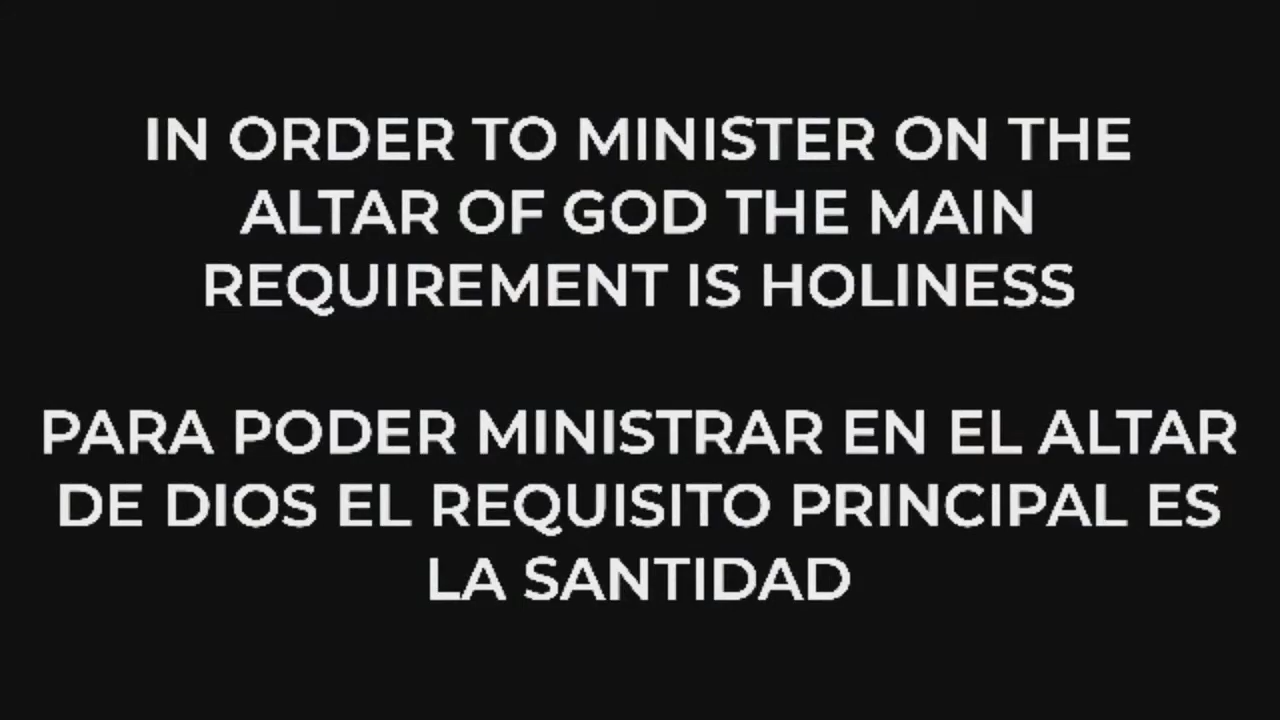 IN ORDER TO MINISTER ON THE
ALTAR OF GOD THE MAIN
REQUIREMENT IS HOLINESS
PARA PODER MINISTRAR EN EL ALTAR
DE DIOS EL REQUISITO PRINCIPAL ES
LA SANTIDAD